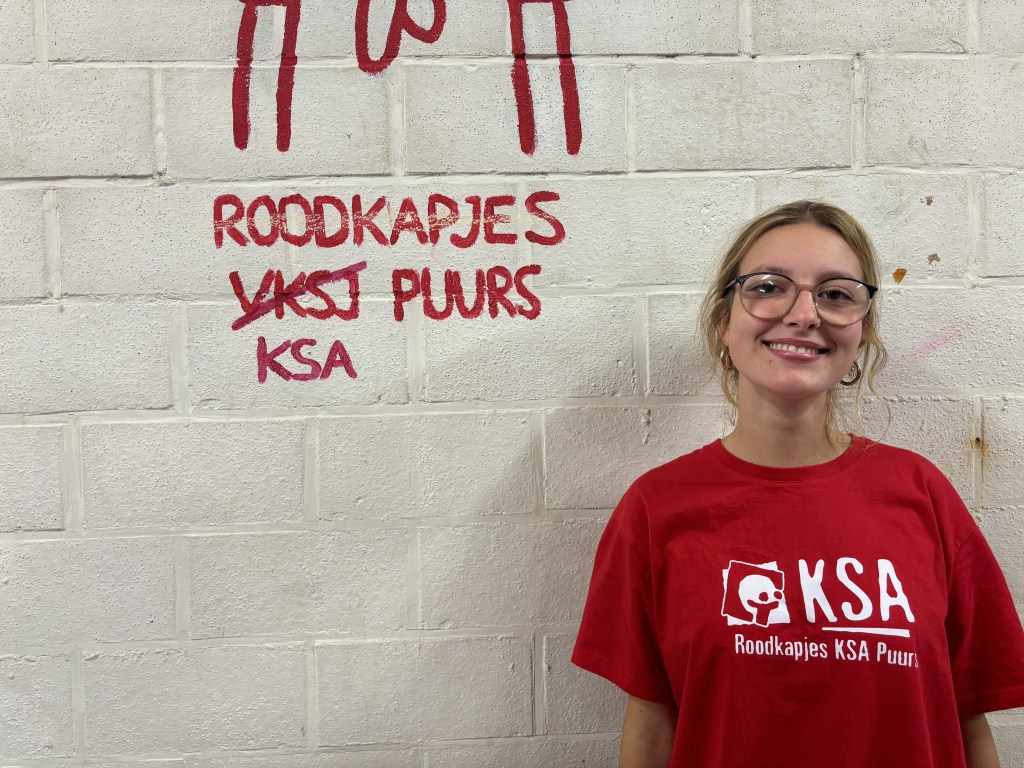 ROODKAPJES
VKSJ PUURS
KSA
KSA
Roodkapjes KSA Puurs